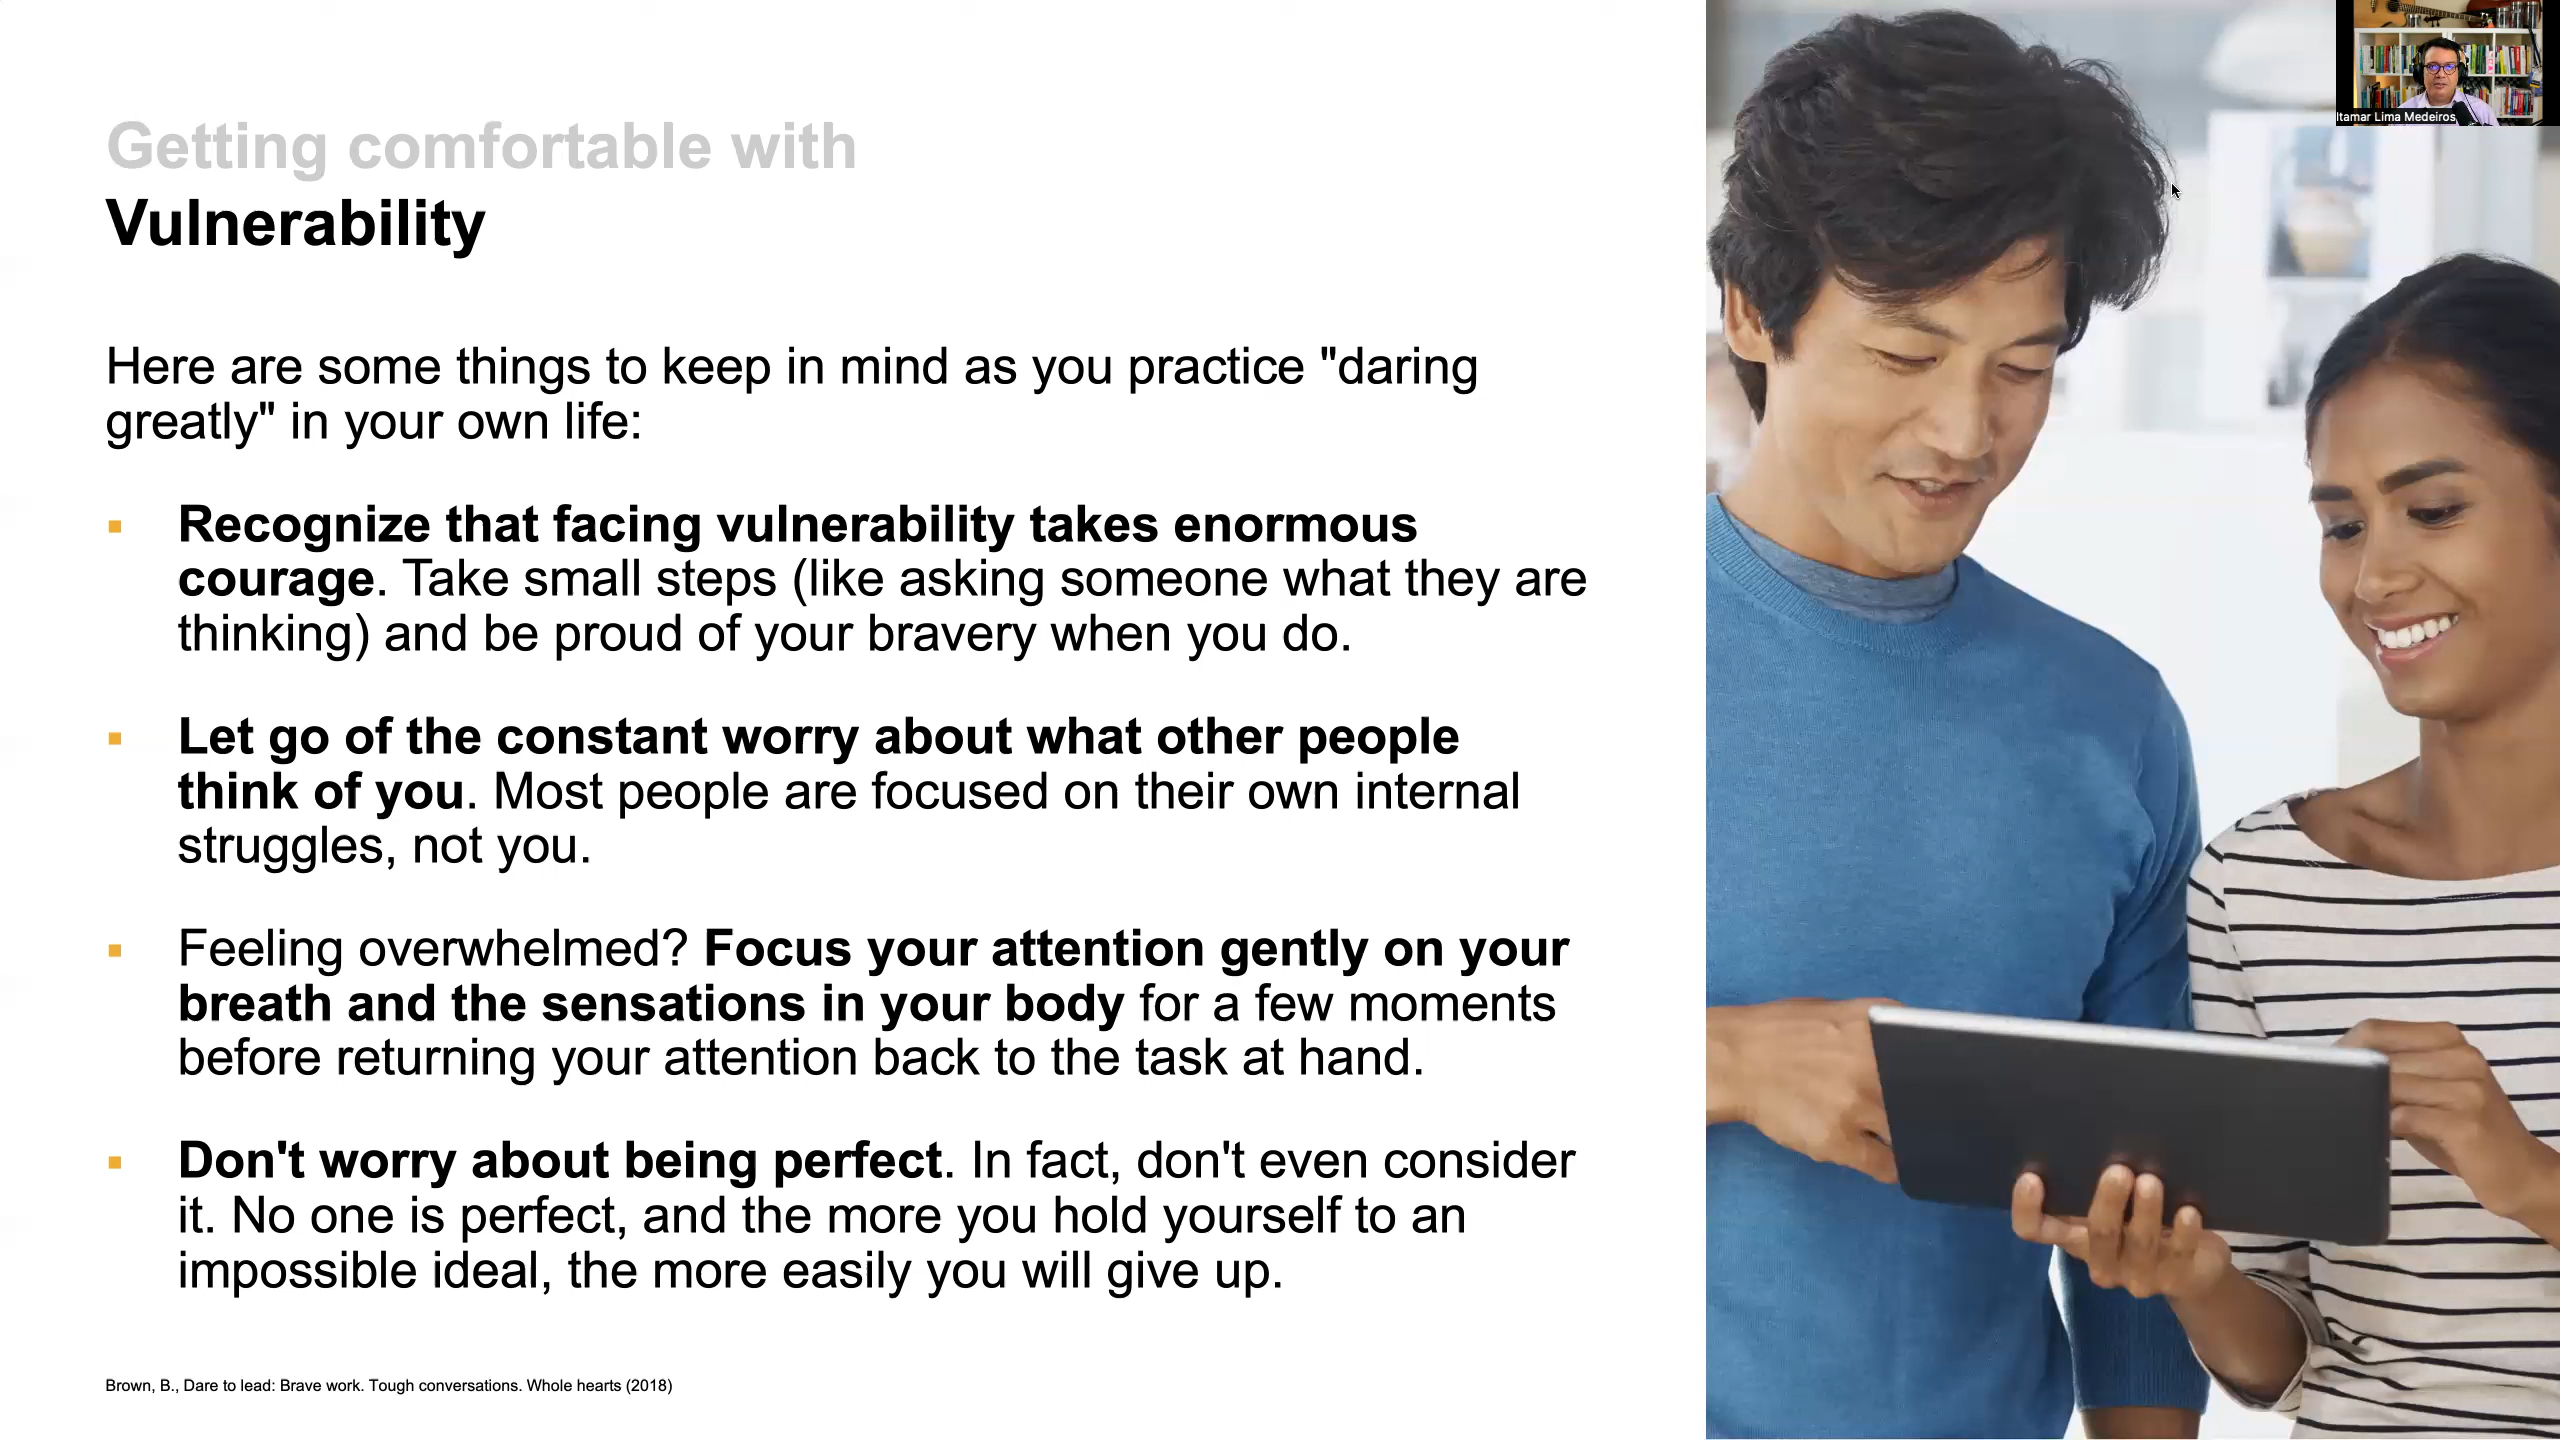 Getting comfortable with
Vulnerability
Here are some things to keep in mind as you practice "daring
greatly" in your own life:
▪ Recognize that facing vulnerability takes enormous
courage. Take small steps (like asking someone what they are
thinking) and be proud of your bravery when you do.
▪ Let go of the constant worry about what other people
think of you. Most people are focused on their own internal
struggles, not you.
▪ Feeling overwhelmed? Focus your attention gently on your
breath and the sensations in your body for a few moments
before returning your attention back to the task at hand.
▪ Don't worry about being perfect. In fact, don't even consider
it. No one is perfect, and the more you hold yourself to an
impossible ideal, the more easily you will give up.
Brown, B., Dare to lead: Brave work. Tough conversations. Whole hearts (2018)
Itamar Lima Medeiros